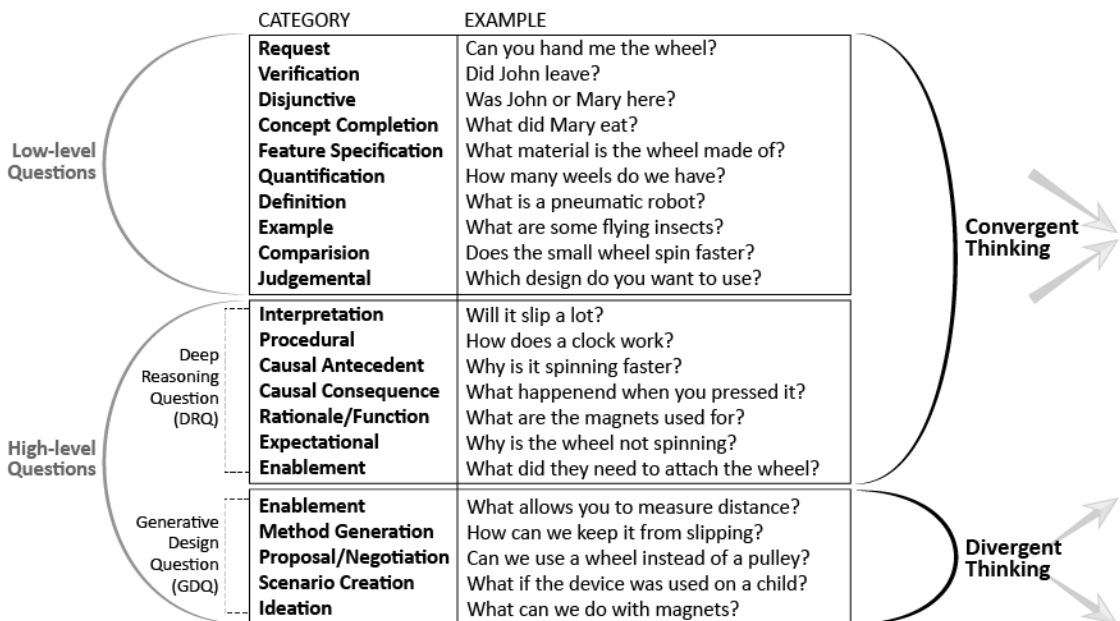 CATEGORY EXAMPLE
Request Can you hand me the wheel?
Verification Did John leave?
Disjunctive Was John or Mary here?
Concept Completion What did Mary eat?
Low-level
Questions
Feature Specification What material is the wheel made of?
Quantification How many weels do we have?
Definition What is a pneumatic robot?
Example What are some flying insects?
Comparision Does the small wheel spin faster?
Judgemental Which design do you want to use?
Convergent
Thinking
Interpretation Will it slip a lot?
Procedural How does a clock work?
Causal Antecedent Why is it spinning faster?
Causal Consequence What happenend when you pressed it?
Rationale/Function What are the magnets used for?
Expectational Why is the wheel not spinning?
Enablement What did they need to attach the wheel?
Deep
Reasoning
Question
(DRQ)
High-level
Questions
Enablement What allows you to measure distance?
Method Generation How can we keep it from slipping?
Proposal/Negotiation Can we use a wheel instead of a pulley?
Scenario Creation What if the device was used on a child?
Ideation What can we do with magnets?
Generative
Design
Question
(GDQ)
Divergent
Thinking